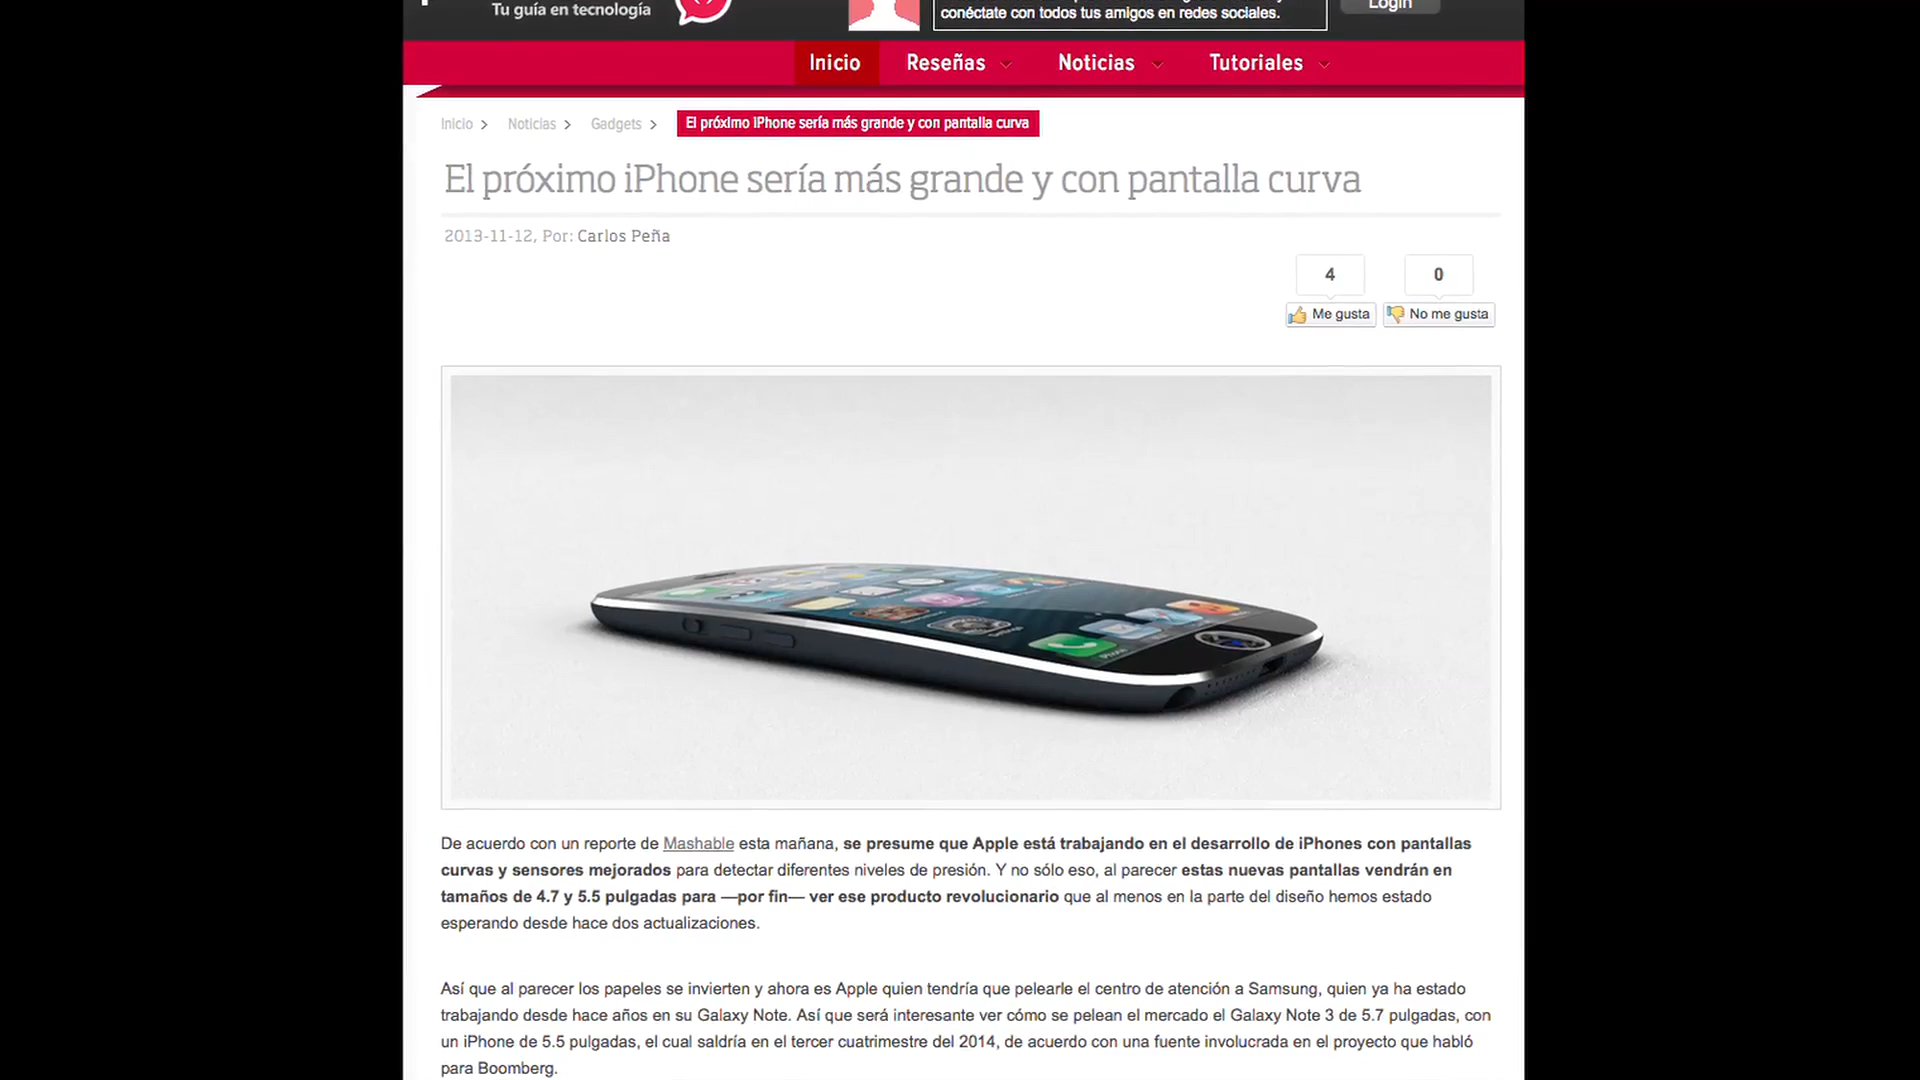 Tu guía en tecnología
conéctate con todos tus amigos en redes sociales.
Login
Inicio Reseñas Noticias Tutoriales
Inicio > Noticias > Gadgets > El próximo iPhone sería más grande y con pantalla curva
El próximo iPhone sería más grande y con pantalla curva
2013-11-12, Por: Carlos Peña
4 0
Me gusta No me gusta
De acuerdo con un reporte de Mashable esta mañana, se presume que Apple está trabajando en el desarrollo de iPhones con pantallas
curvas y sensores mejorados para detectar diferentes niveles de presión. Y no sólo eso, al parecer estas nuevas pantallas vendrán en
tamaños de 4.7 y 5.5 pulgadas para —por fin— ver ese producto revolucionario que al menos en la parte del diseño hemos estado
esperando desde hace dos actualizaciones.
Así que al parecer los papeles se invierten y ahora es Apple quien tendría que pelearle el centro de atención a Samsung, quien ya ha estado
trabajando desde hace años en su Galaxy Note. Así que será interesante ver cómo se pelean el mercado el Galaxy Note 3 de 5.7 pulgadas, con
un iPhone de 5.5 pulgadas, el cual saldría en el tercer cuatrimestre del 2014, de acuerdo con una fuente involucrada en el proyecto que habló
para Boomberg.